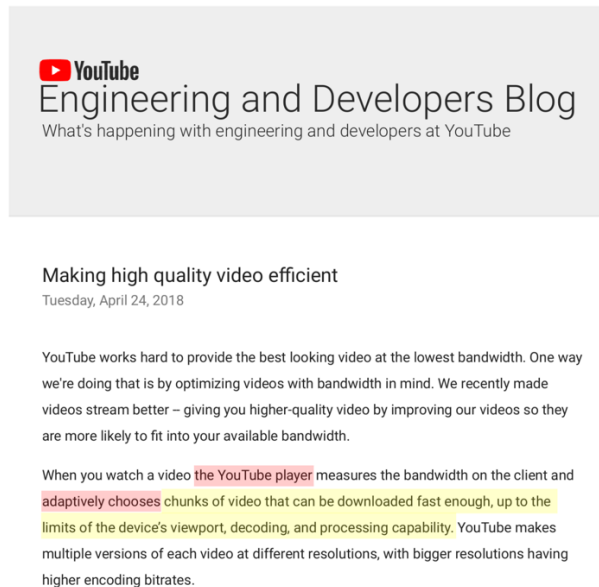 YouTube
Engineering and Developers Blog
What's happening with engineering and developers at YouTube
Making high quality video efficient
Tuesday, April 24, 2018
YouTube works hard to provide the best looking video at the lowest bandwidth. One way
we're doing that is by optimizing videos with bandwidth in mind. We recently made
videos stream better – giving you higher-quality video by improving our videos so they
are more likely to fit into your available bandwidth.
When you watch a video the YouTube player measures the bandwidth on the client and
adaptively chooses chunks of video that can be downloaded fast enough, up to the
limits of the device's viewport, decoding, and processing capability. YouTube makes
multiple versions of each video at different resolutions, with bigger resolutions having
higher encoding bitrates.